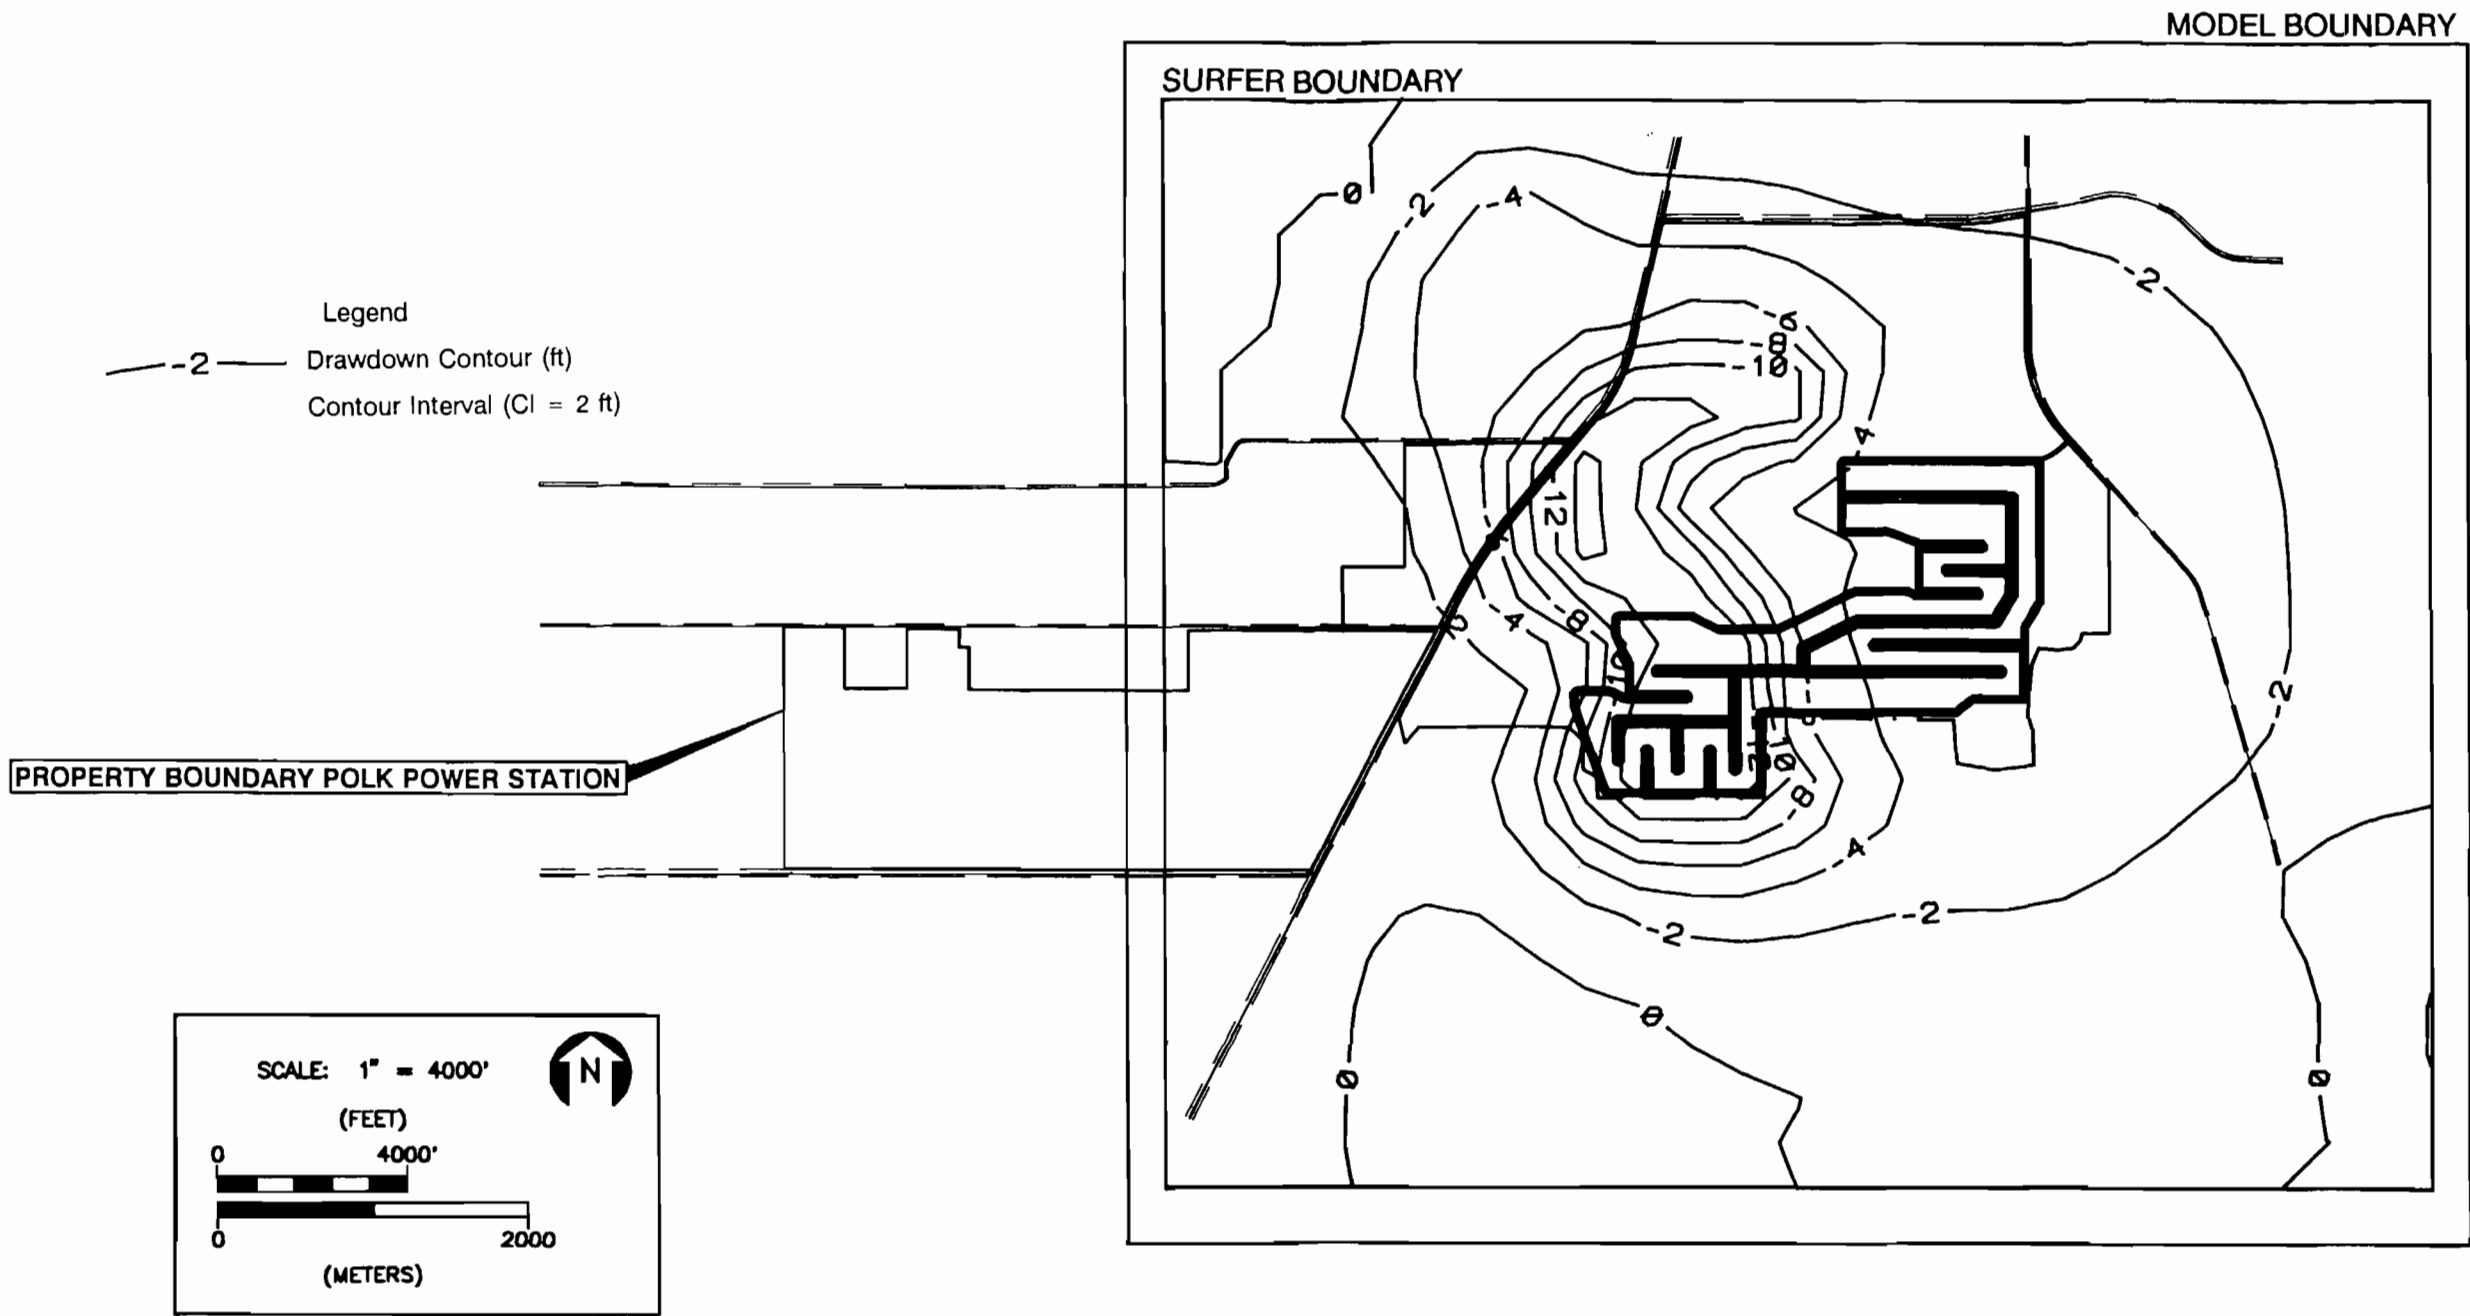 MODEL BOUNDARY
SURFER BOUNDARY
0
-2
-4
-2
-6
-8
-10
Legend
-2 Drawdown Contour (ft)
Contour Interval (CI = 2 ft)
-4
-12
-4
-8
-2
PROPERTY BOUNDARY POLK POWER STATION
-10
-8
-4
-2
-2
0
0
0
SCALE: 1" = 4000'
N
(FEET)
0 4000'
0 2000
(METERS)